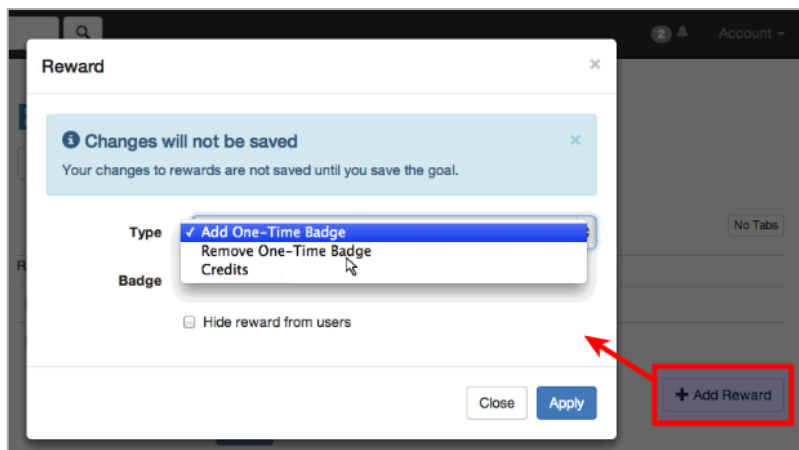 2 Account
Reward ×
Changes will not be saved ×
Your changes to rewards are not saved until you save the goal.
No Tabs
Type ✓ Add One-Time Badge
Remove One-Time Badge
Credits
Badge
Hide reward from users
+ Add Reward
Close Apply